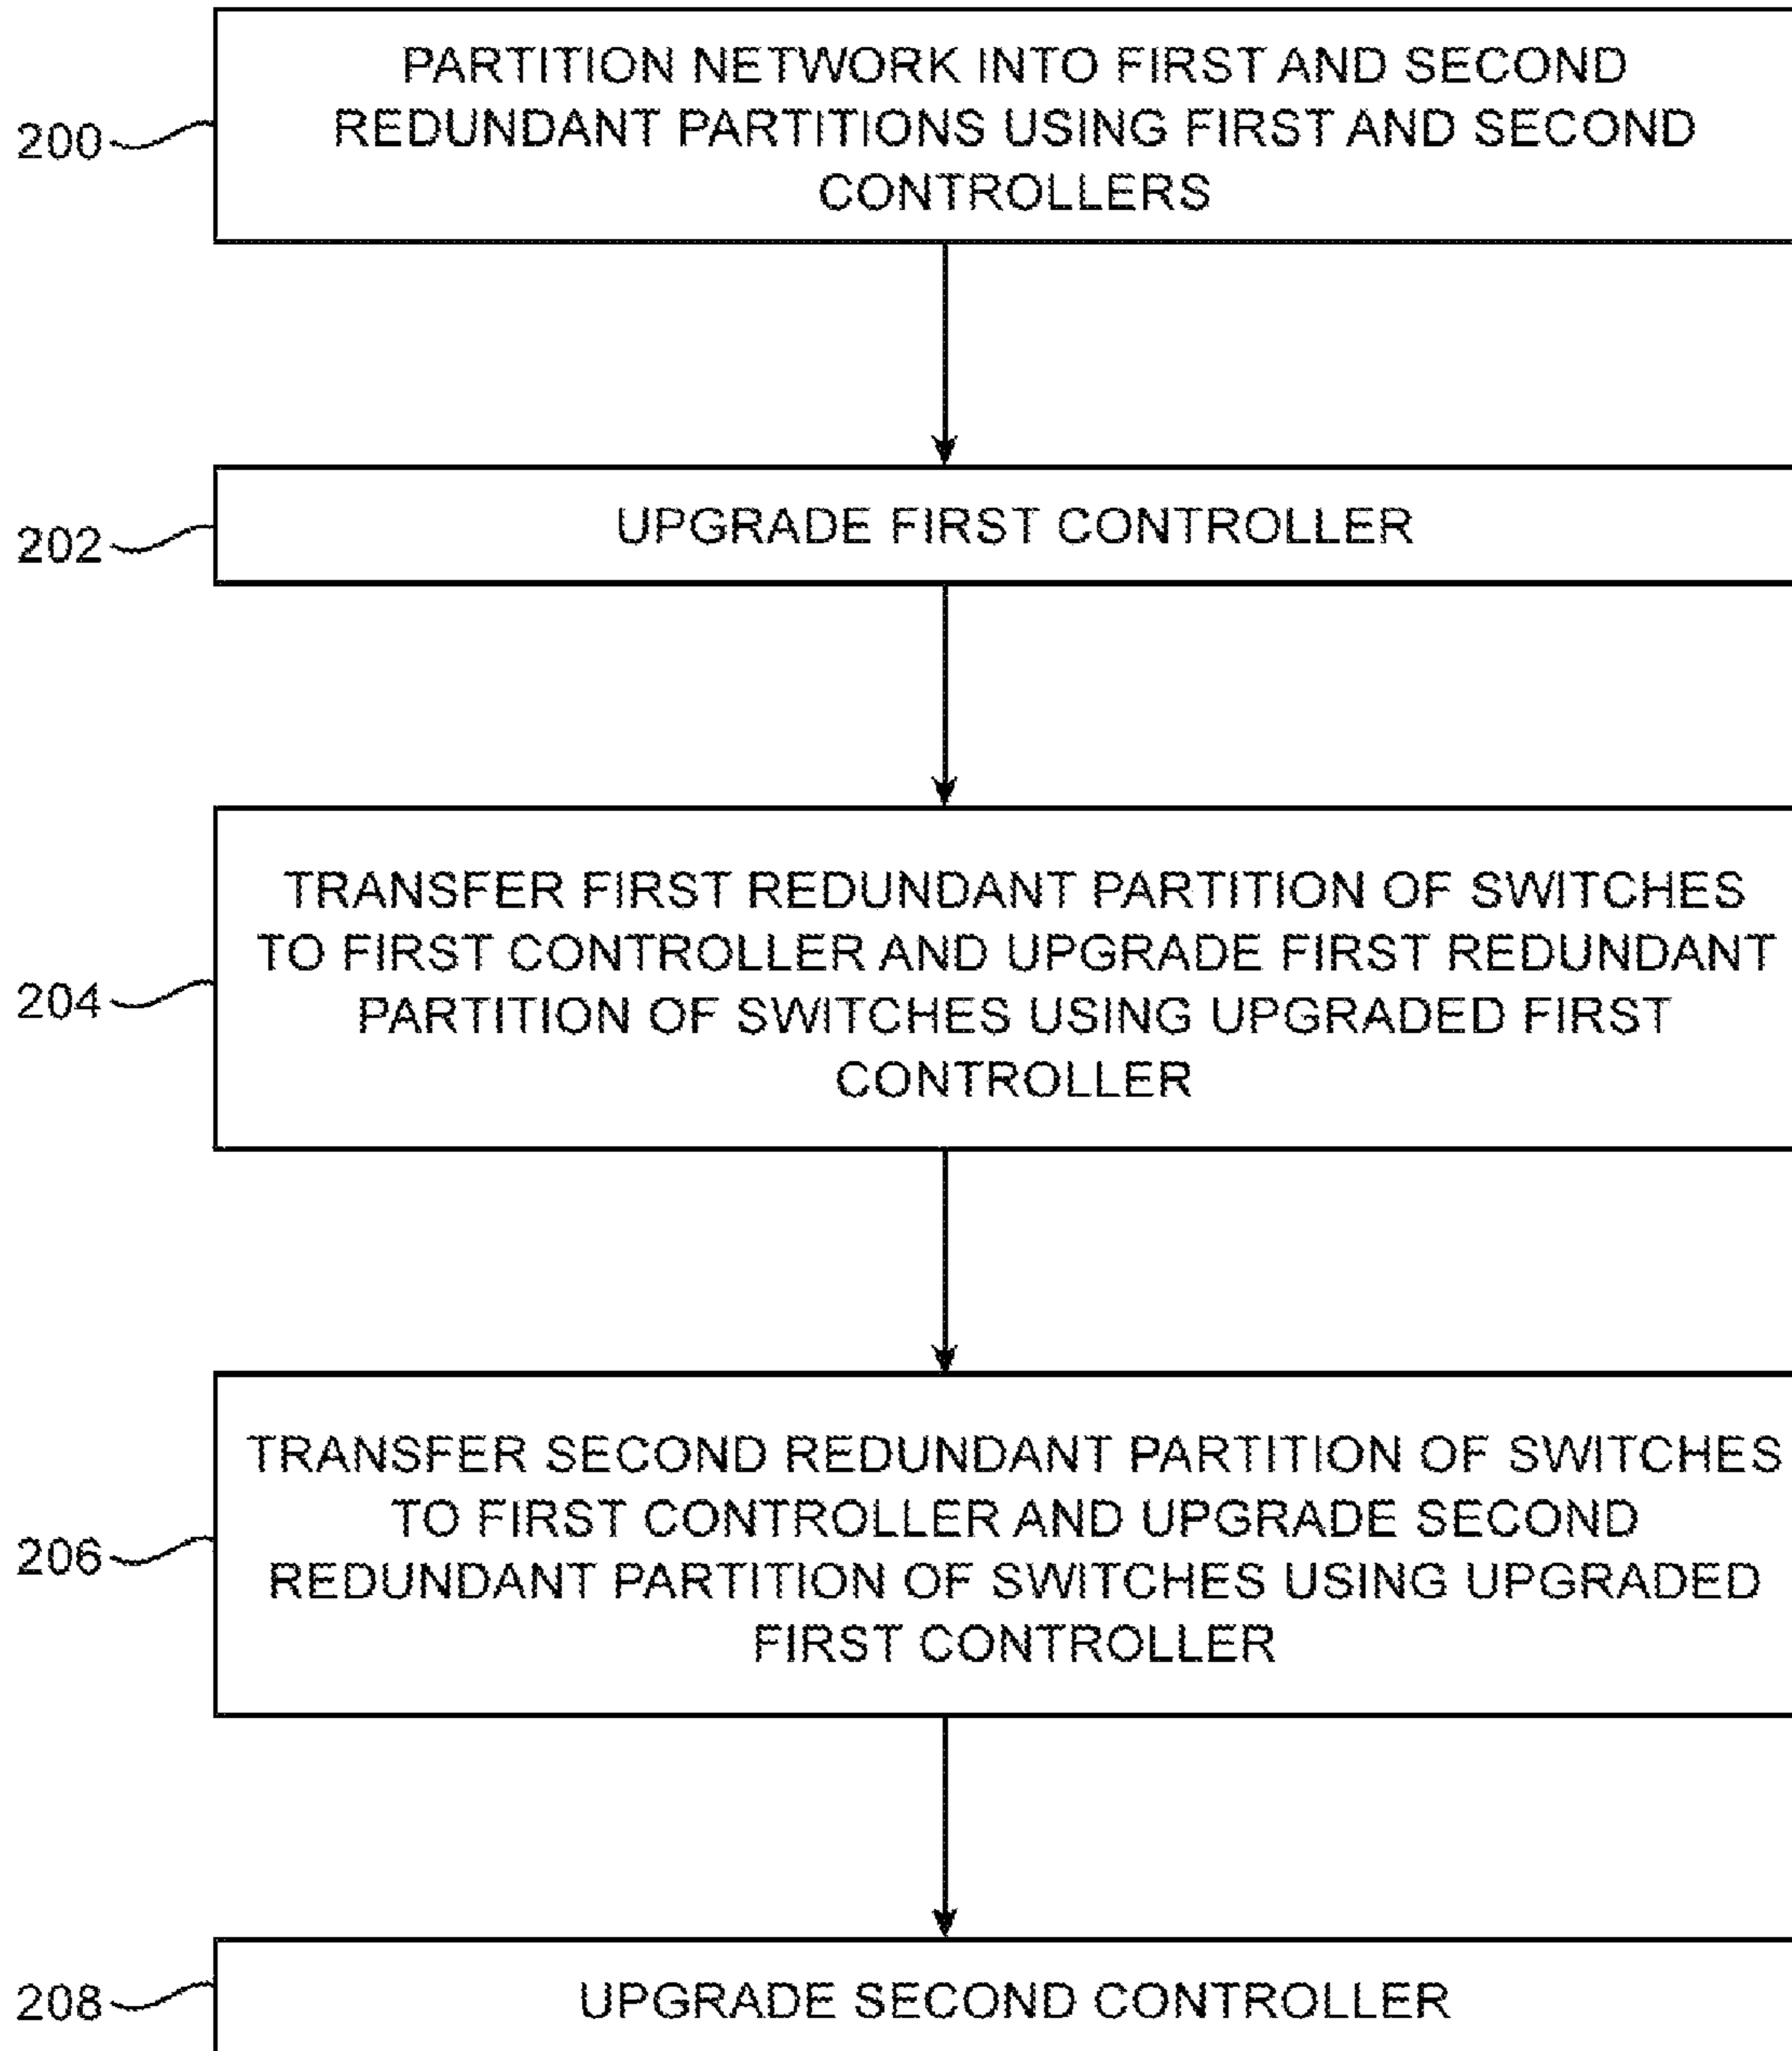 PARTITION NETWORK INTO FIRST AND SECOND
REDUNDANT PARTITIONS USING FIRST AND SECOND
CONTROLLERS
200
UPGRADE FIRST CONTROLLER
202
TRANSFER FIRST REDUNDANT PARTITION OF SWITCHES
TO FIRST CONTROLLER AND UPGRADE FIRST REDUNDANT
PARTITION OF SWITCHES USING UPGRADED FIRST
CONTROLLER
204
TRANSFER SECOND REDUNDANT PARTITION OF SWITCHES
TO FIRST CONTROLLER AND UPGRADE SECOND
REDUNDANT PARTITION OF SWITCHES USING UPGRADED
FIRST CONTROLLER
206
UPGRADE SECOND CONTROLLER
208